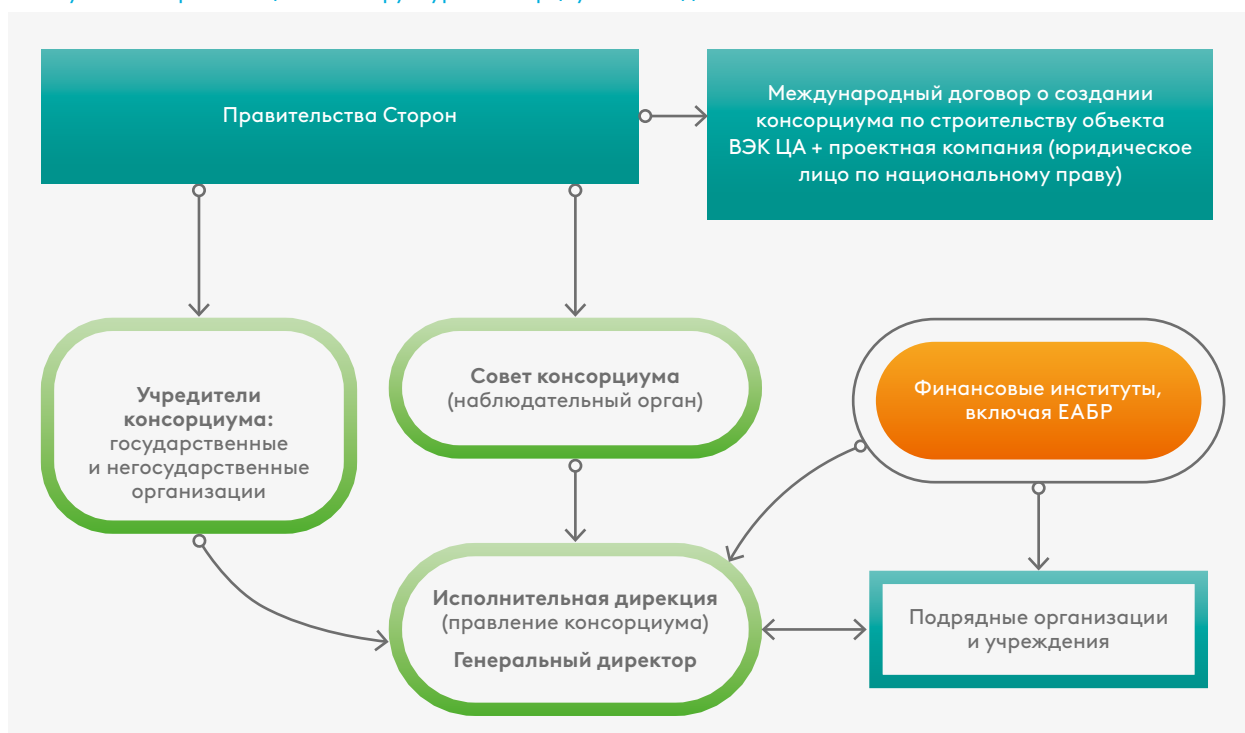 Правительства Сторон
Международный договор о создании
консорциума по строительству объекта
ВЭК ЦА + проектная компания (юридическое
лицо по национальному праву)
Учредители
консорциума:
государственные
и негосударственные
организации
Совет консорциума
(наблюдательный орган)
Финансовые институты,
включая ЕАБР
Исполнительная дирекция
(правление консорциума)
Генеральный директор
Подрядные организации
и учреждения